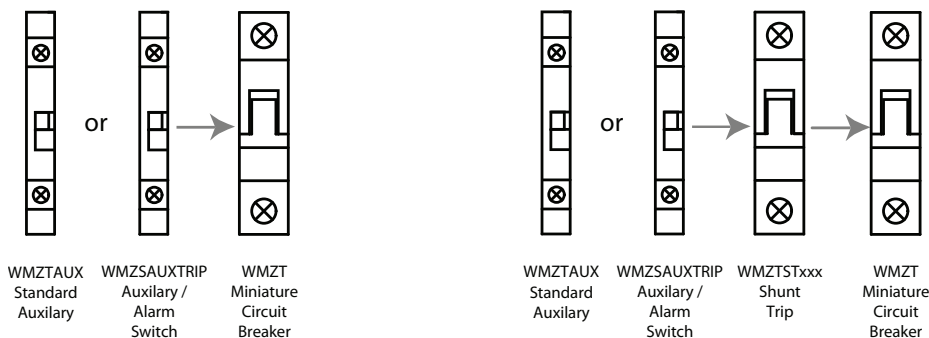 or
or
WMZTAUX
Standard
Auxilary
WMZSAUXTRIP
Auxilary /
Alarm
Switch
WMZT
Miniature
Circuit
Breaker
WMZTAUX
Standard
Auxilary
WMZSAUXTRIP
Auxilary /
Alarm
Switch
WMZTSTxxx
Shunt
Trip
WMZT
Miniature
Circuit
Breaker